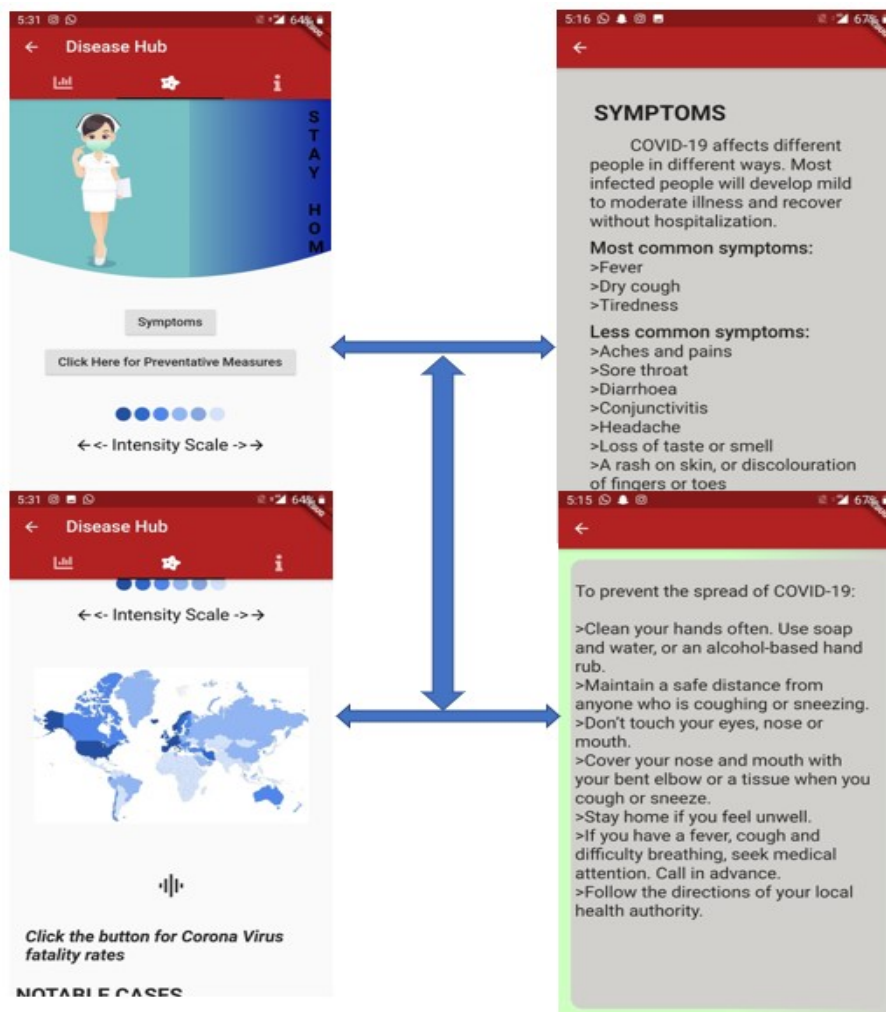 5:31 64%
Disease Hub
STAY HOM
Symptoms
Click Here for Preventative Measures
←<- Intensity Scale ->→
5:16 67%
SYMPTOMS
COVID-19 affects different
people in different ways. Most
infected people will develop mild
to moderate illness and recover
without hospitalization.
Most common symptoms:
>Fever
>Dry cough
>Tiredness
Less common symptoms:
>Aches and pains
>Sore throat
>Diarrhoea
>Conjunctivitis
>Headache
>Loss of taste or smell
>A rash on skin, or discolouration
of fingers or toes
5:31 64%
Disease Hub
←<- Intensity Scale ->→
Click the button for Corona Virus
fatality rates
NOTABLE CASES
5:15 67%
To prevent the spread of COVID-19:
>Clean your hands often. Use soap
and water, or an alcohol-based hand
rub.
>Maintain a safe distance from
anyone who is coughing or sneezing.
>Don't touch your eyes, nose or
mouth.
>Cover your nose and mouth with
your bent elbow or a tissue when you
cough or sneeze.
>Stay home if you feel unwell.
>If you have a fever, cough and
difficulty breathing, seek medical
attention. Call in advance.
>Follow the directions of your local
health authority.